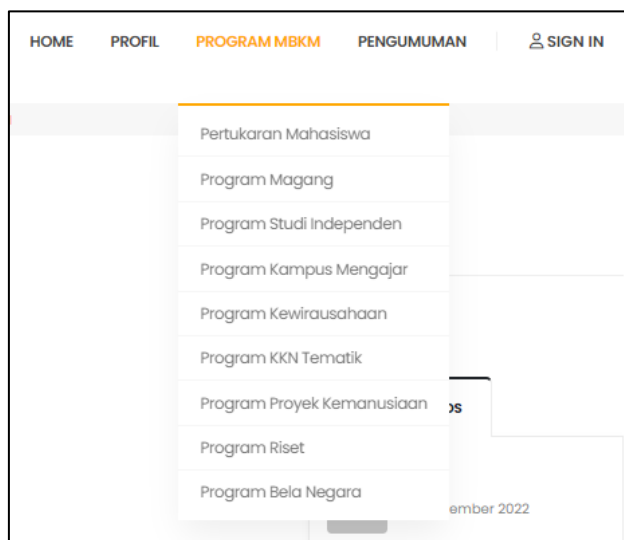 HOME PROFIL PROGRAM MBKM PENGUMUMAN SIGN IN
Pertukaran Mahasiswa
Program Magang
Program Studi Independen
Program Kampus Mengajar
Program Kewirausahaan
Program KKN Tematik
Program Proyek Kemanusiaan
Program Riset
Program Bela Negara
2022